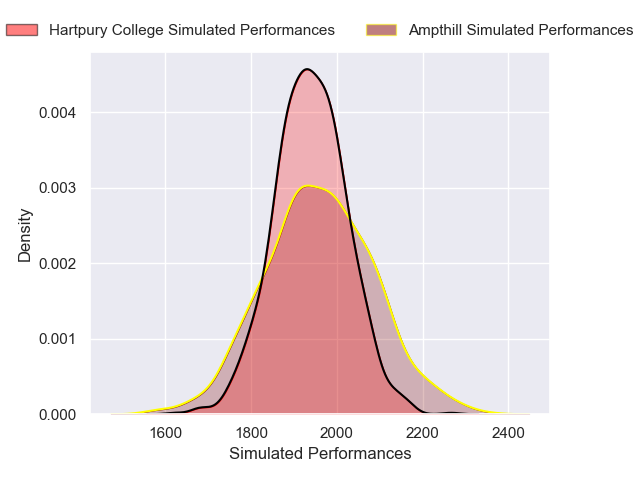 Hartpury College Simulated Performances
Ampthill Simulated Performances
0.004
0.003
0.002
0.001
0.000
Density
1600
1800
2000
2200
2400
Simulated Performances